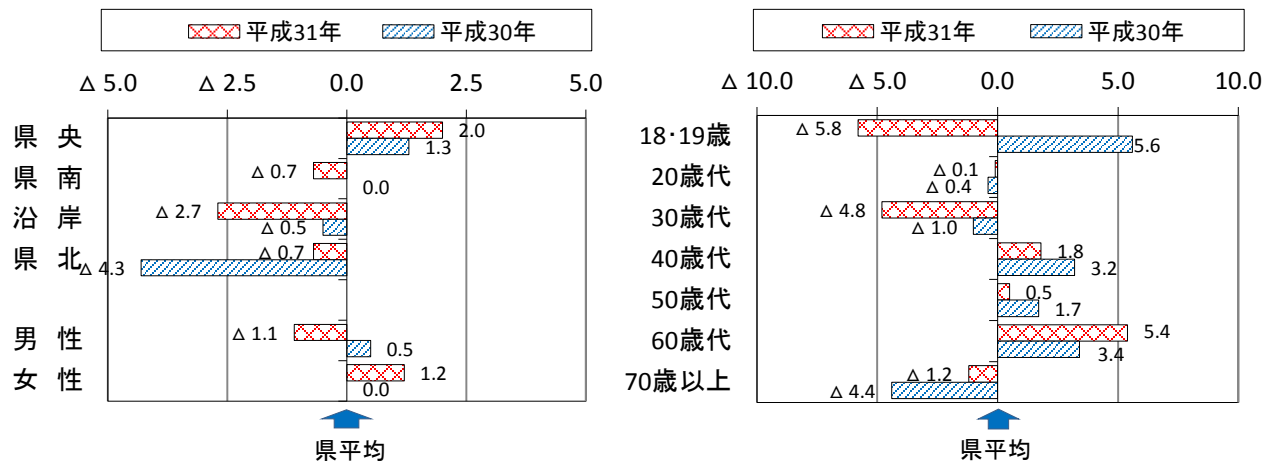 平成31年 平成30年
△ 5.0 △ 2.5 0.0 2.5 5.0
県 央 2.0
1.3
県 南 △ 0.7
0.0
沿 岸 △ 2.7
△ 0.5
県 北 △ 0.7
△ 4.3
男 性 △ 1.1
0.5
女 性 1.2
0.0
県平均
平成31年 平成30年
△ 10.0 △ 5.0 0.0 5.0 10.0
18・19歳 △ 5.8
5.6
20歳代 △ 0.1
△ 0.4
30歳代 △ 4.8
△ 1.0
40歳代 1.8
3.2
50歳代 0.5
1.7
60歳代 5.4
3.4
70歳以上 △ 1.2
△ 4.4
県平均